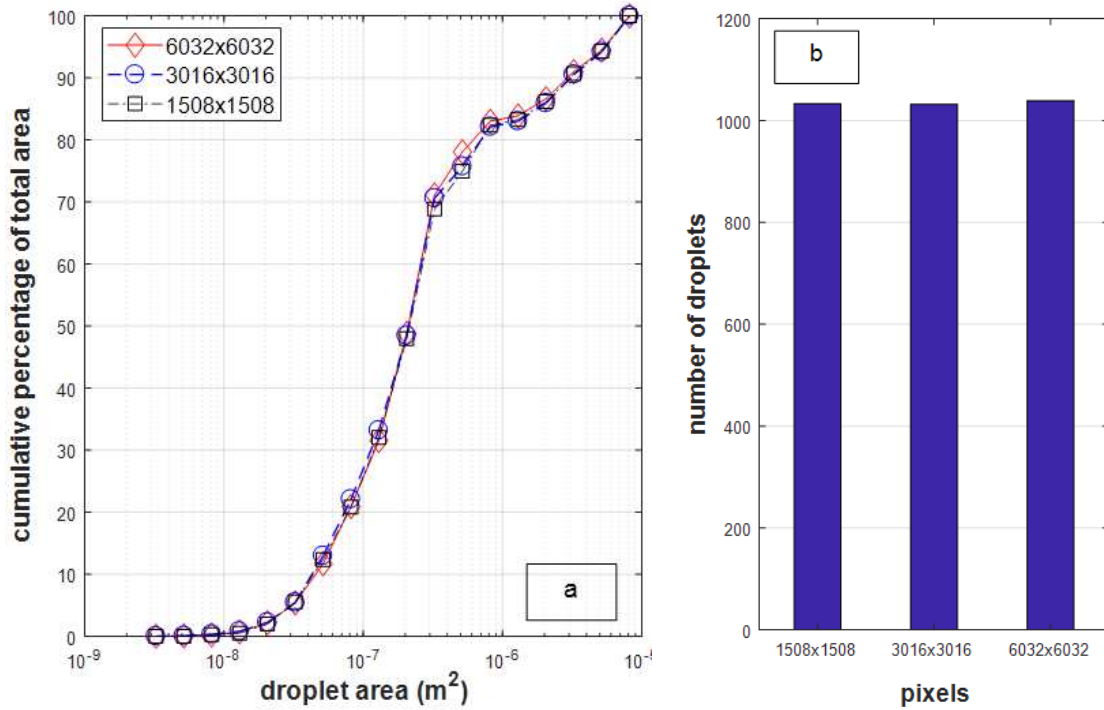 100
90
80
70
60
50
40
30
20
10
0
cumulative percentage of total area
6032x6032
3016x3016
1508x1508
a
10^-9
10^-8
10^-7
10^-6
10^-5
droplet area (m^2)
1200
1000
800
600
400
200
0
number of droplets
b
1508x1508
3016x3016
6032x6032
pixels